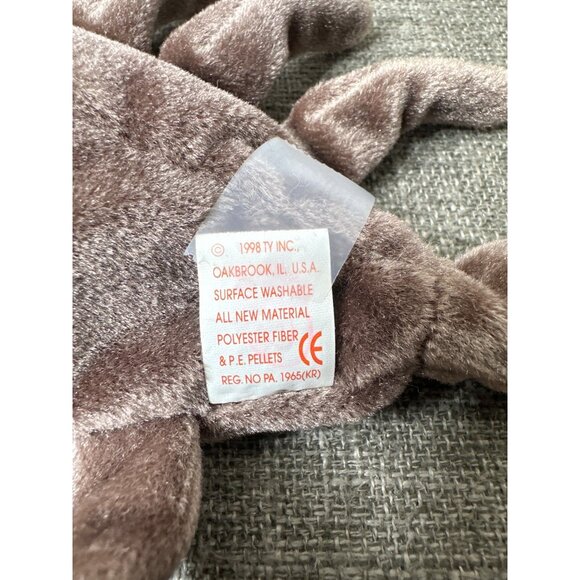 © 1998 TY INC.,
OAKBROOK, IL. U.S.A.
SURFACE WASHABLE
ALL NEW MATERIAL
POLYESTER FIBER
& P.E. PELLETS CE
REG. NO PA. 1965(KR)